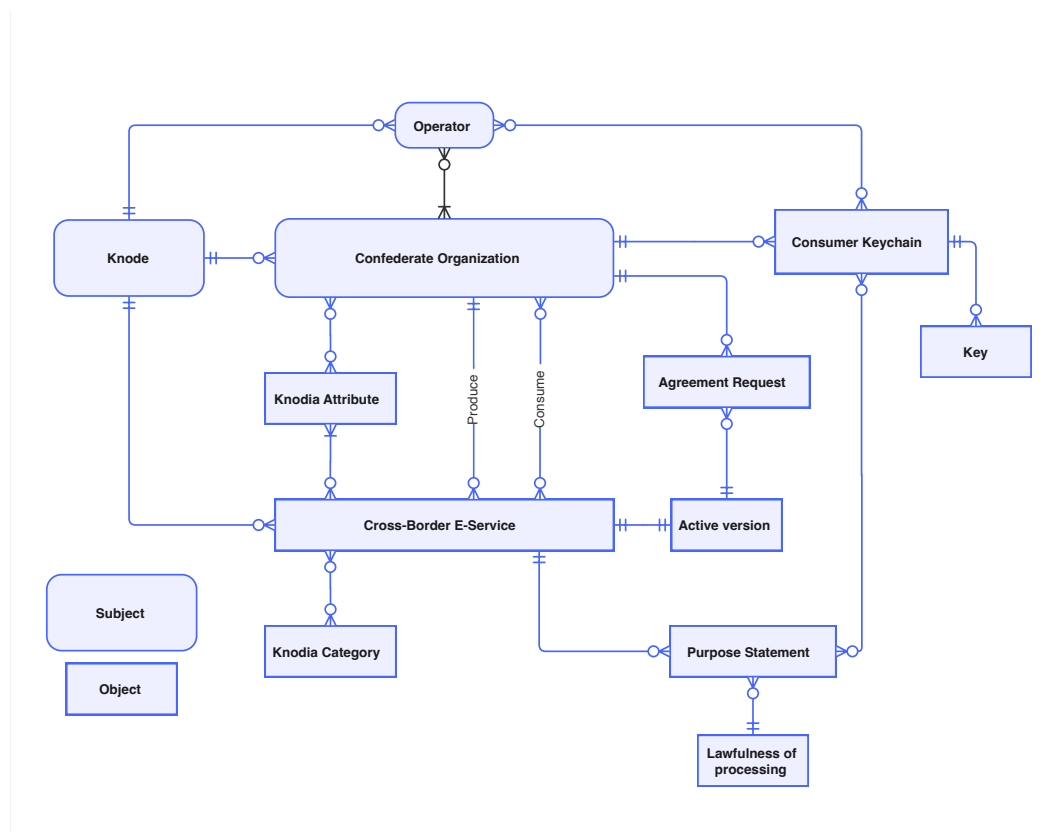 Operator
Knode
Confederate Organization
Consumer Keychain
Key
Knodia Attribute
Produce
Consume
Agreement Request
Cross-Border E-Service
Active version
Subject
Object
Knodia Category
Purpose Statement
Lawfulness of
processing